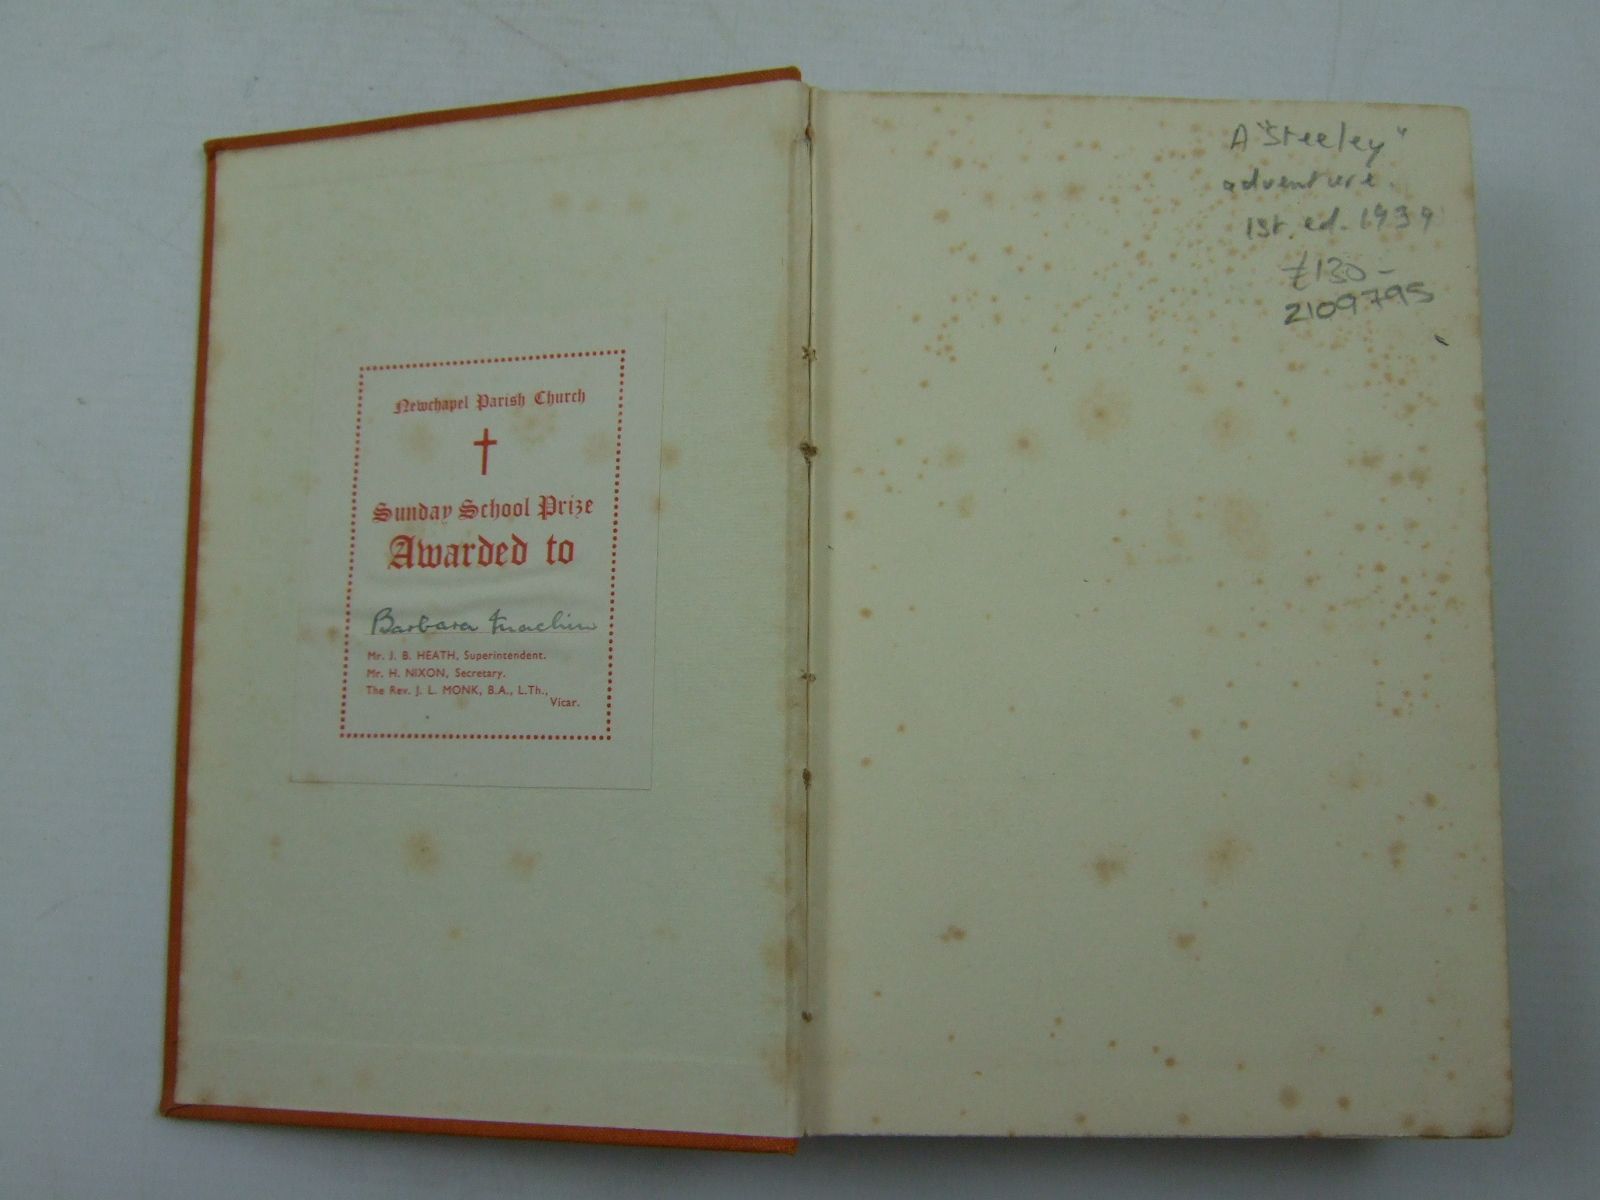 Newchapel Parish Church
Sunday School Prize
Awarded to
Barbara Machin
Mr. J. B. HEATH, Superintendent.
Mr. H. NIXON, Secretary.
The Rev. J. L. MONK, B.A., L.Th.,
Vicar.
A "Steeley"
adventure.
1st. ed. 1939
£130-
2109795